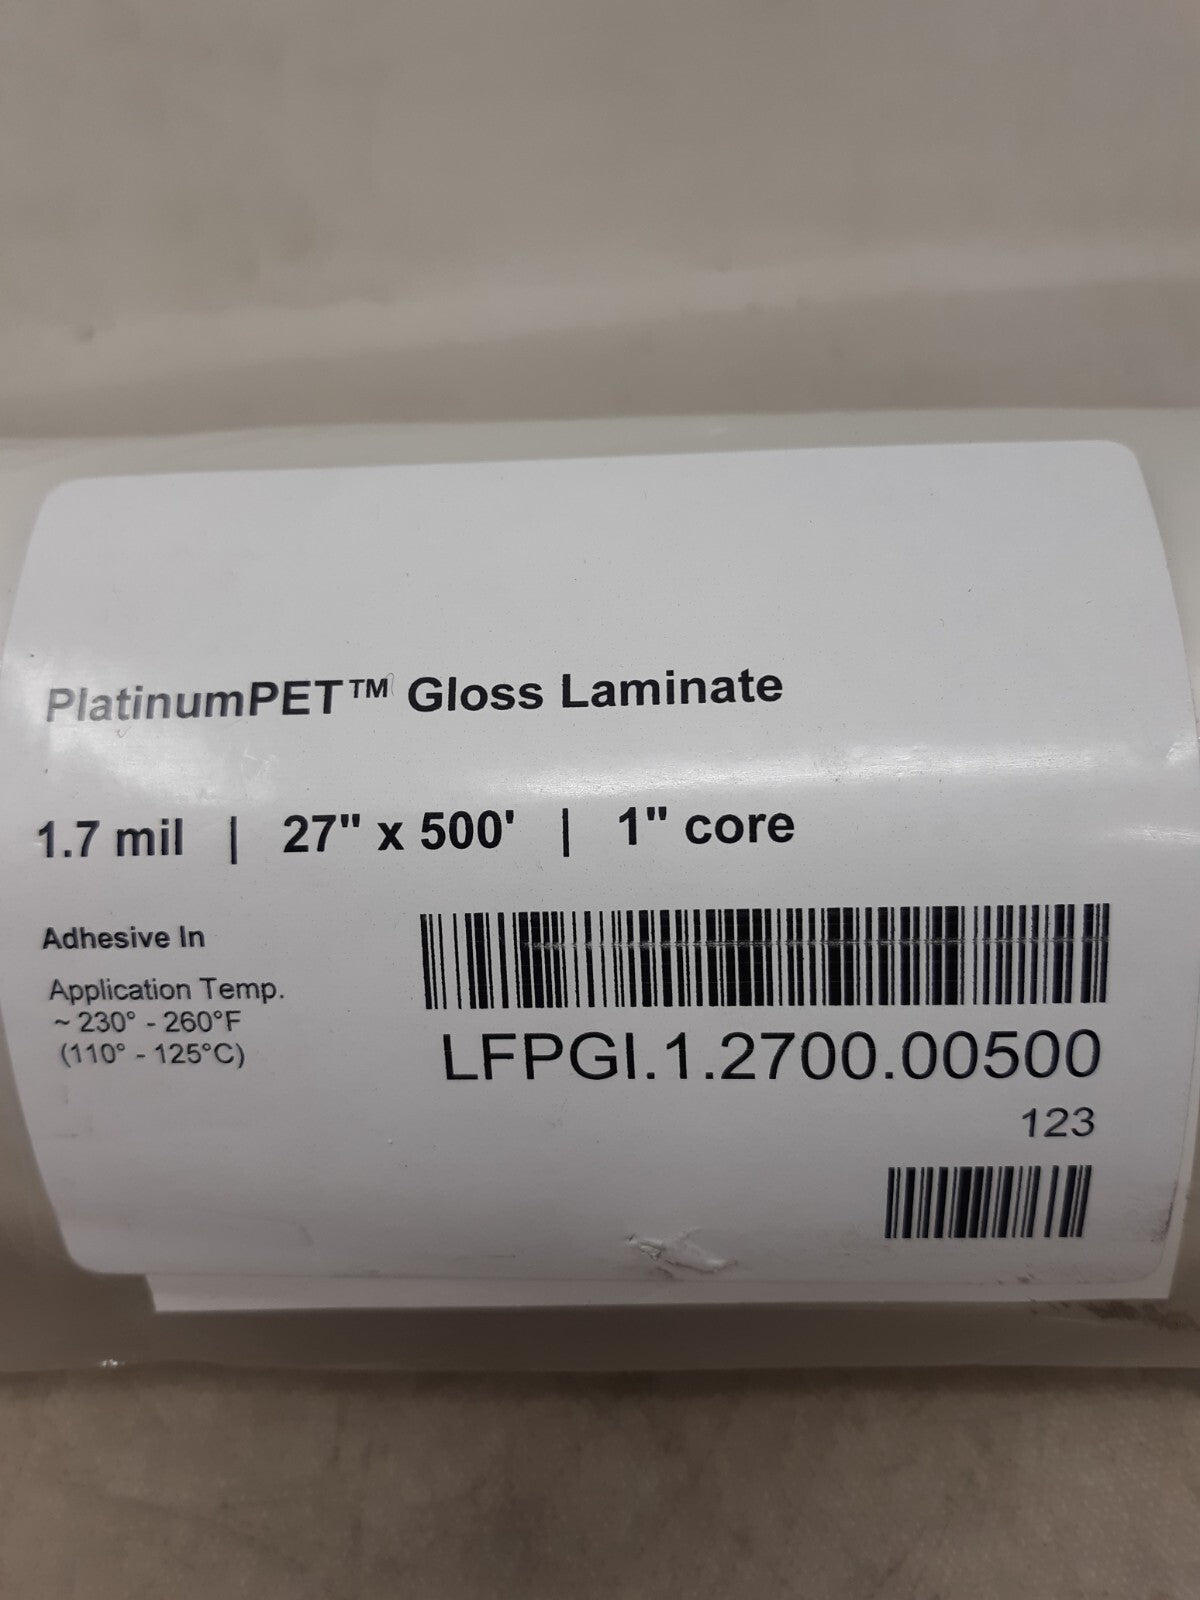 PlatinumPET™ Gloss Laminate
1.7 mil | 27" x 500' | 1" core
Adhesive In
Application Temp.
~ 230° - 260°F
(110° - 125°C)
LFPGI.1.2700.00500
123